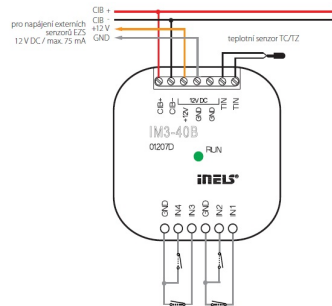 CIB +
CIB -
pro napájení externích
senzorů EZS
12 V DC / max. 75 mA
+12 V
GND
teplotní senzor TC/TZ
CIB+
CIB-
12V DC
+12V
GND
GND
TIN
TIN
IM3-40B
01207D
RUN
iNELS®
GND
IN4
IN3
GND
IN2
IN1